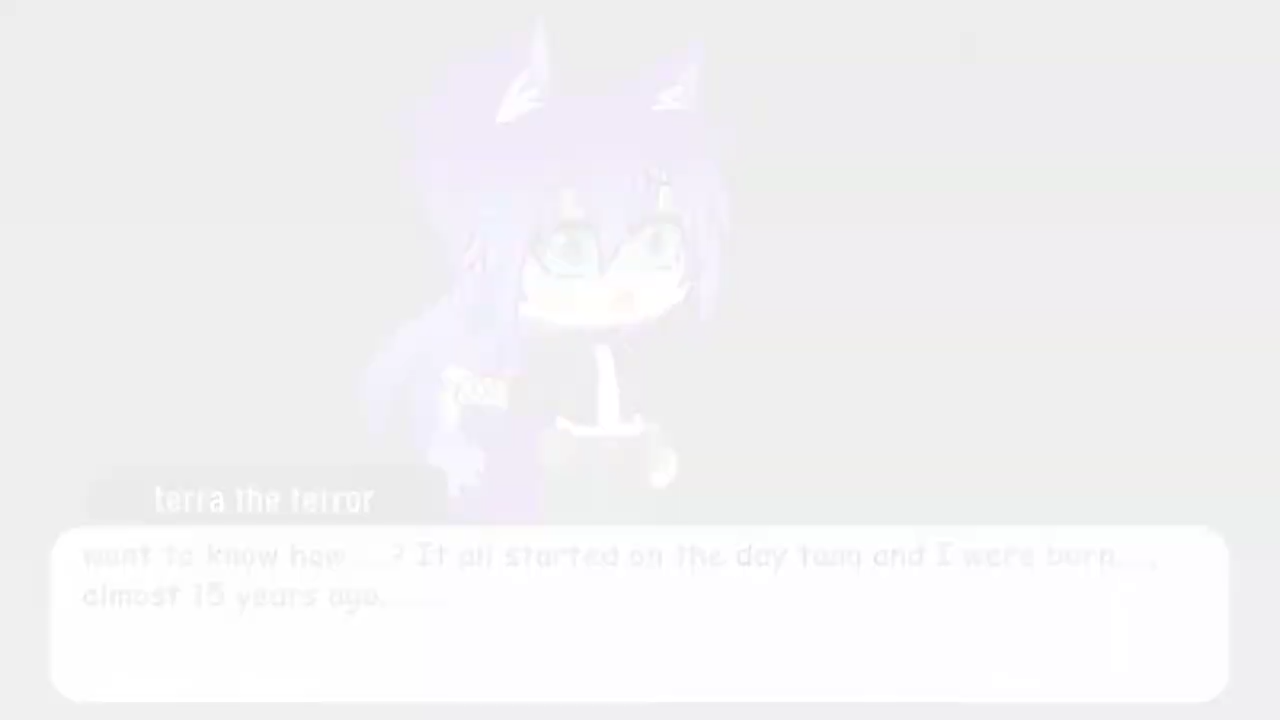 terra the terror
want to know how.....? It all started on the day tang and I were born.....
almost 15 years ago.......